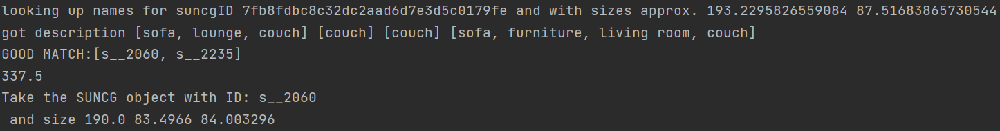 looking up names for suncgID 7fb8fdbc8c32dc2aad6d7e3d5c0179fe and with sizes approx. 193.2295826559084 87.51683865730544
got description [sofa, lounge, couch] [couch] [couch] [sofa, furniture, living room, couch]
GOOD MATCH:[s__2060, s__2235]
337.5
Take the SUNCG object with ID: s__2060
 and size 190.0 83.4966 84.003296